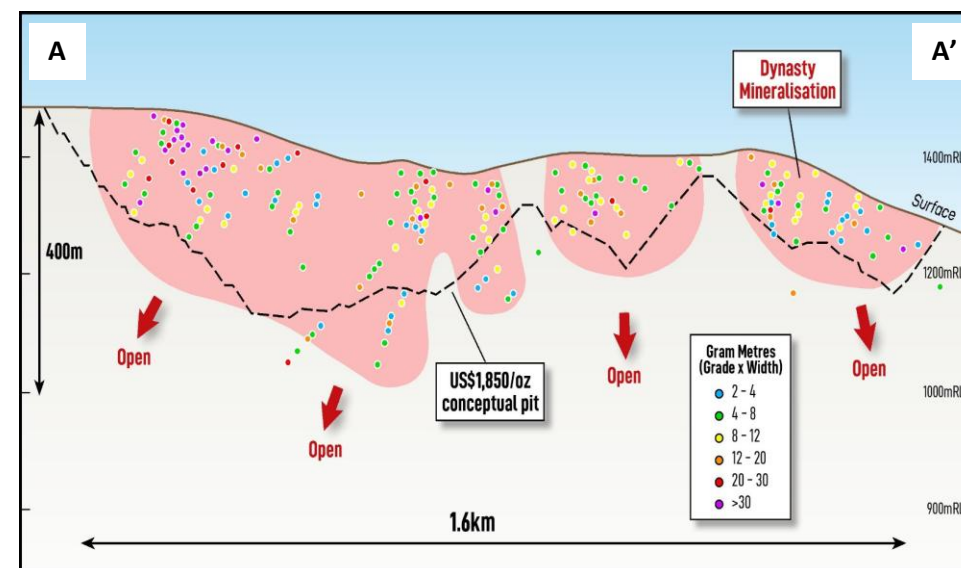 A
A’
Dynasty
Mineralisation
1400mRL
Surface
400m
1200mRL
Open
Open
Open
Open
US$1,850/oz
conceptual pit
Gram Metres
(Grade x Width)
2 - 4
4 - 8
8 - 12
12 - 20
20 - 30
>30
1000mRL
900mRL
1.6km